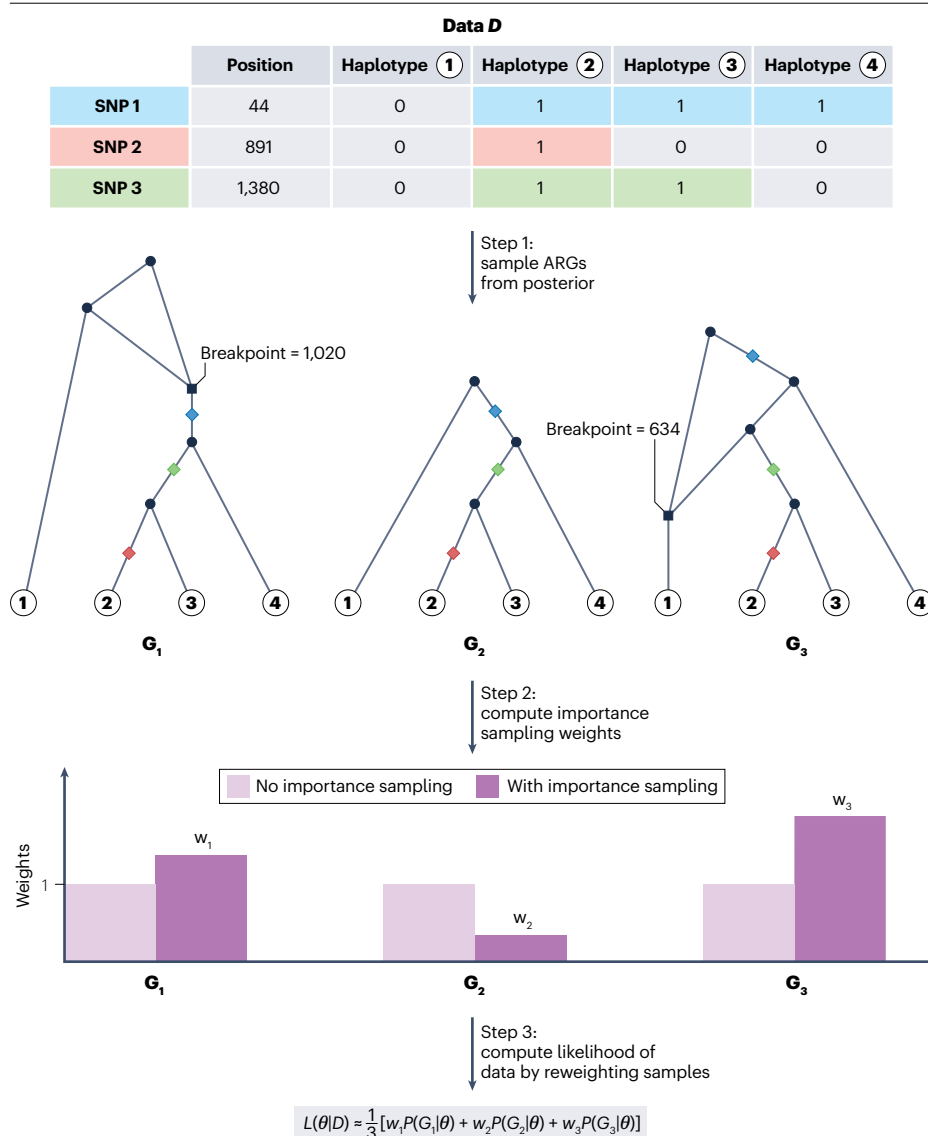 Data D
Position Haplotype 1 Haplotype 2 Haplotype 3 Haplotype 4
SNP 1 44 0 1 1 1
SNP 2 891 0 1 0 0
SNP 3 1,380 0 1 1 0
Step 1:
sample ARGs
from posterior
Breakpoint = 1,020
Breakpoint = 634
1 2 3 4 1 2 3 4 1 2 3 4
G₁ G₂ G₃
Step 2:
compute importance
sampling weights
No importance sampling With importance sampling
Weights
1
w₁
w₂
w₃
G₁ G₂ G₃
Step 3:
compute likelihood of
data by reweighting samples
L(θ|D) ≈ 1/3 [w₁P(G₁|θ) + w₂P(G₂|θ) + w₃P(G₃|θ)]